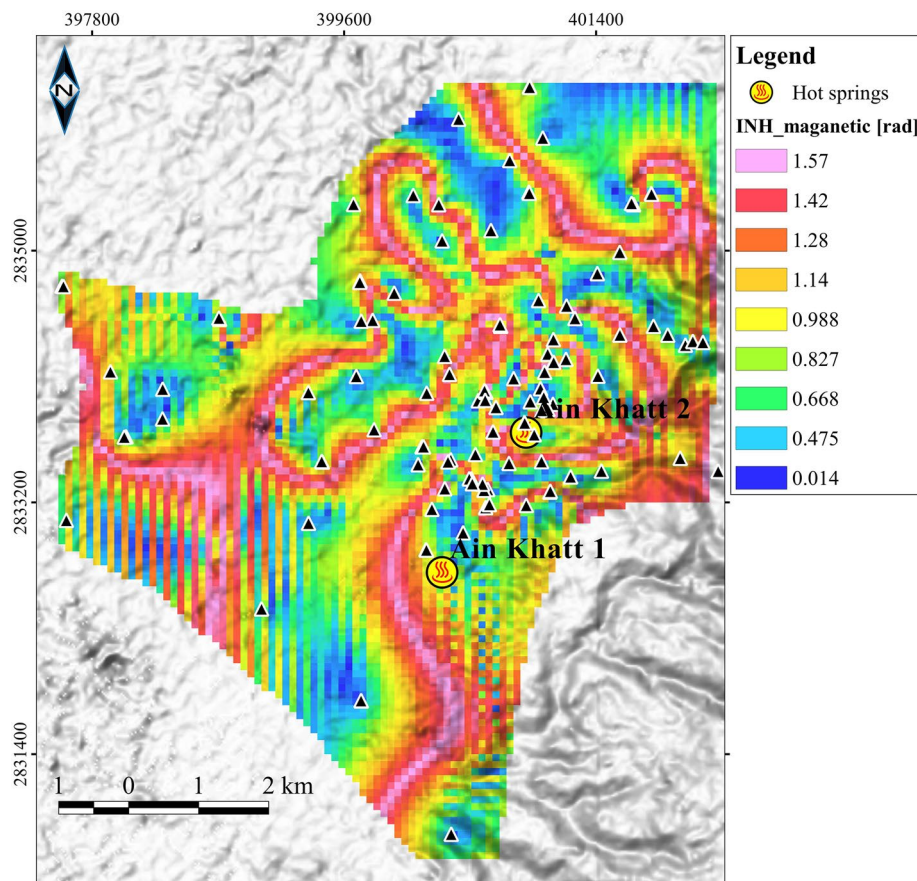 397800 399600 401400
N
Legend
Hot springs
INH_maganetic [rad]
1.57
1.42
1.28
1.14
0.988
0.827
0.668
0.475
0.014
2835000
2833200
2831400
Ain Khatt 2
Ain Khatt 1
1 0 1 2 km